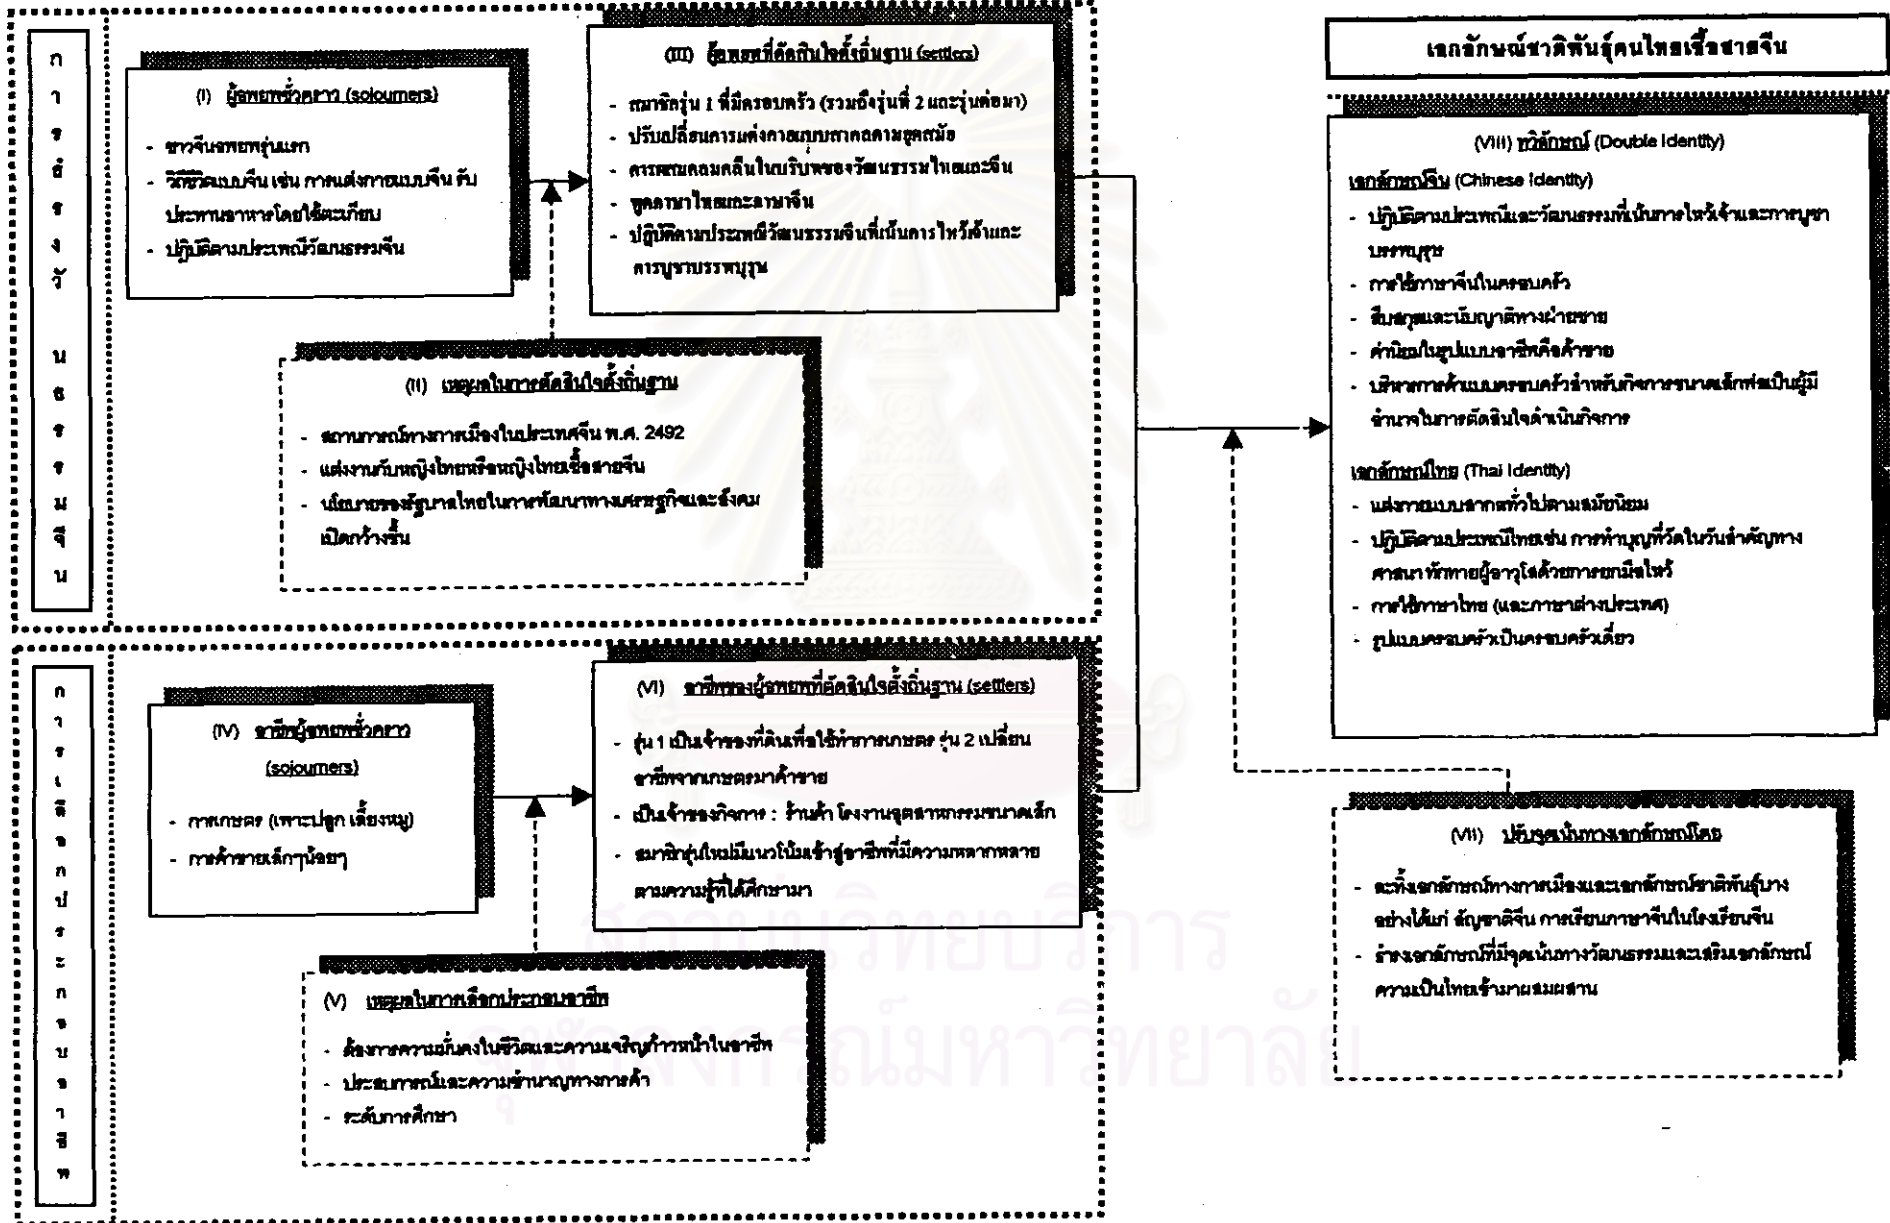 การธำรงวัฒนธรรมจีน
(I) ผู้อพยพชั่วคราว (sojourners)
- ชาวจีนอพยพรุ่นแรก
- วิถีชีวิตแบบจีน เช่น การแต่งกายแบบจีน รับ
ประทานอาหารโดยใช้ตะเกียบ
- ปฏิบัติตามประเพณีวัฒนธรรมจีน
(II) เหตุผลในการตัดสินใจตั้งถิ่นฐาน
- สถานการณ์ทางการเมืองในประเทศจีน พ.ศ. 2492
- แต่งงานกับหญิงไทยหรือหญิงไทยเชื้อสายจีน
- นโยบายของรัฐบาลไทยในการพัฒนาทางเศรษฐกิจและสังคม
เปิดกว้างขึ้น
(III) ผู้อพยพที่ตัดสินใจตั้งถิ่นฐาน (settlers)
- สมาชิกรุ่น 1 ที่มีครอบครัว (รวมถึงรุ่นที่ 2 และรุ่นต่อมา)
- ปรับเปลี่ยนการแต่งกายแบบสากลตามยุคสมัย
- การผสมกลมกลืนในบริบทของวัฒนธรรมไทยและจีน
- พูดภาษาไทยและภาษาจีน
- ปฏิบัติตามประเพณีวัฒนธรรมจีนที่เน้นการไหว้เจ้าและ
การบูชาบรรพบุรุษ
การเลือกประกอบอาชีพ
(IV) อาชีพผู้อพยพชั่วคราว
(sojourners)
- การเกษตร (เพาะปลูก เลี้ยงหมู)
- การค้าขายเล็กๆน้อยๆ
(V) เหตุผลในการเลือกประกอบอาชีพ
- ต้องการความมั่นคงในชีวิตและความเจริญก้าวหน้าในอาชีพ
- ประสบการณ์และความชำนาญทางการค้า
- ระดับการศึกษา
(VI) อาชีพของผู้อพยพที่ตัดสินใจตั้งถิ่นฐาน (settlers)
- รุ่น 1 เป็นเจ้าของที่ดินเพื่อใช้ทำการเกษตร รุ่น 2 เปลี่ยน
อาชีพจากเกษตรมาค้าขาย
- เป็นเจ้าของกิจการ : ร้านค้า โรงงานอุตสาหกรรมขนาดเล็ก
- สมาชิกรุ่นใหม่มีแนวโน้มเข้าสู่อาชีพที่มีความหลากหลาย
ตามความรู้ที่ได้ศึกษามา
เอกลักษณ์ชาติพันธุ์คนไทยเชื้อสายจีน
(VIII) ทวิลักษณ์ (Double Identity)
เอกลักษณ์จีน (Chinese Identity)
- ปฏิบัติตามประเพณีและวัฒนธรรมที่เน้นการไหว้เจ้าและการบูชา
บรรพบุรุษ
- การใช้ภาษาจีนในครอบครัว
- สืบสกุลและนับญาติทางฝ่ายชาย
- ค่านิยมในรูปแบบอาชีพคือค้าขาย
- บริหารการค้าแบบครอบครัวสำหรับกิจการขนาดเล็กพ่อเป็นผู้มี
อำนาจในการตัดสินใจดำเนินกิจการ
เอกลักษณ์ไทย (Thai Identity)
- แต่งกายแบบสากลทั่วไปตามสมัยนิยม
- ปฏิบัติตามประเพณีไทยเช่น การทำบุญที่วัดในวันสำคัญทาง
ศาสนา ทักทายผู้อาวุโสด้วยการยกมือไหว้
- การใช้ภาษาไทย (และภาษาต่างประเทศ)
- รูปแบบครอบครัวเป็นครอบครัวเดี่ยว
(VII) ปรับจุดเน้นทางเอกลักษณ์โดย
- ละทิ้งเอกลักษณ์ทางการเมืองและเอกลักษณ์ชาติพันธุ์บาง
อย่างได้แก่ สัญชาติจีน การเรียนภาษาจีนในโรงเรียนจีน
- ธำรงเอกลักษณ์ที่มีจุดเน้นทางวัฒนธรรมและเสริมเอกลักษณ์
ความเป็นไทยเข้ามาผสมผสาน
สถาบันวิทยบริการ
จุฬาลงกรณ์มหาวิทยาลัย